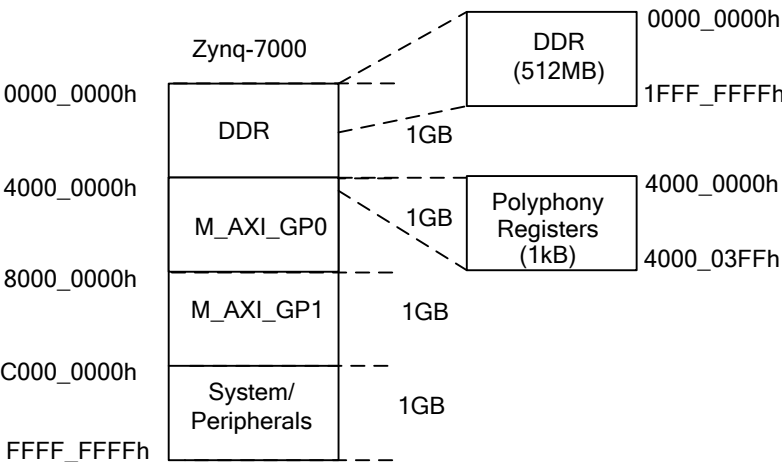 Zynq-7000
0000_0000h
DDR
4000_0000h
M_AXI_GP0
8000_0000h
M_AXI_GP1
C000_0000h
System/
Peripherals
FFFF_FFFFh
1GB
1GB
1GB
1GB
0000_0000h
DDR
(512MB)
1FFF_FFFFh
4000_0000h
Polyphony
Registers
(1kB)
4000_03FFh